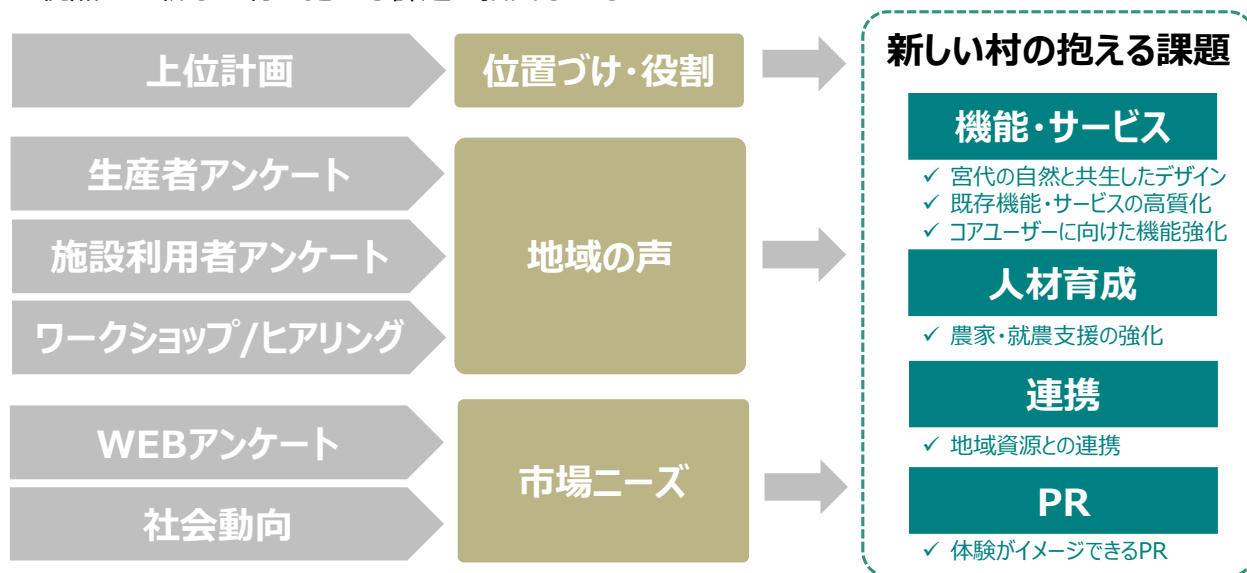 上位計画
位置づけ・役割
生産者アンケート
施設利用者アンケート
ワークショップ/ヒアリング
地域の声
WEBアンケート
社会動向
市場ニーズ
新しい村の抱える課題
機能・サービス
✓ 宮代の自然と共生したデザイン
✓ 既存機能・サービスの高質化
✓ コアユーザーに向けた機能強化
人材育成
✓ 農家・就農支援の強化
連携
✓ 地域資源との連携
PR
✓ 体験がイメージできるPR